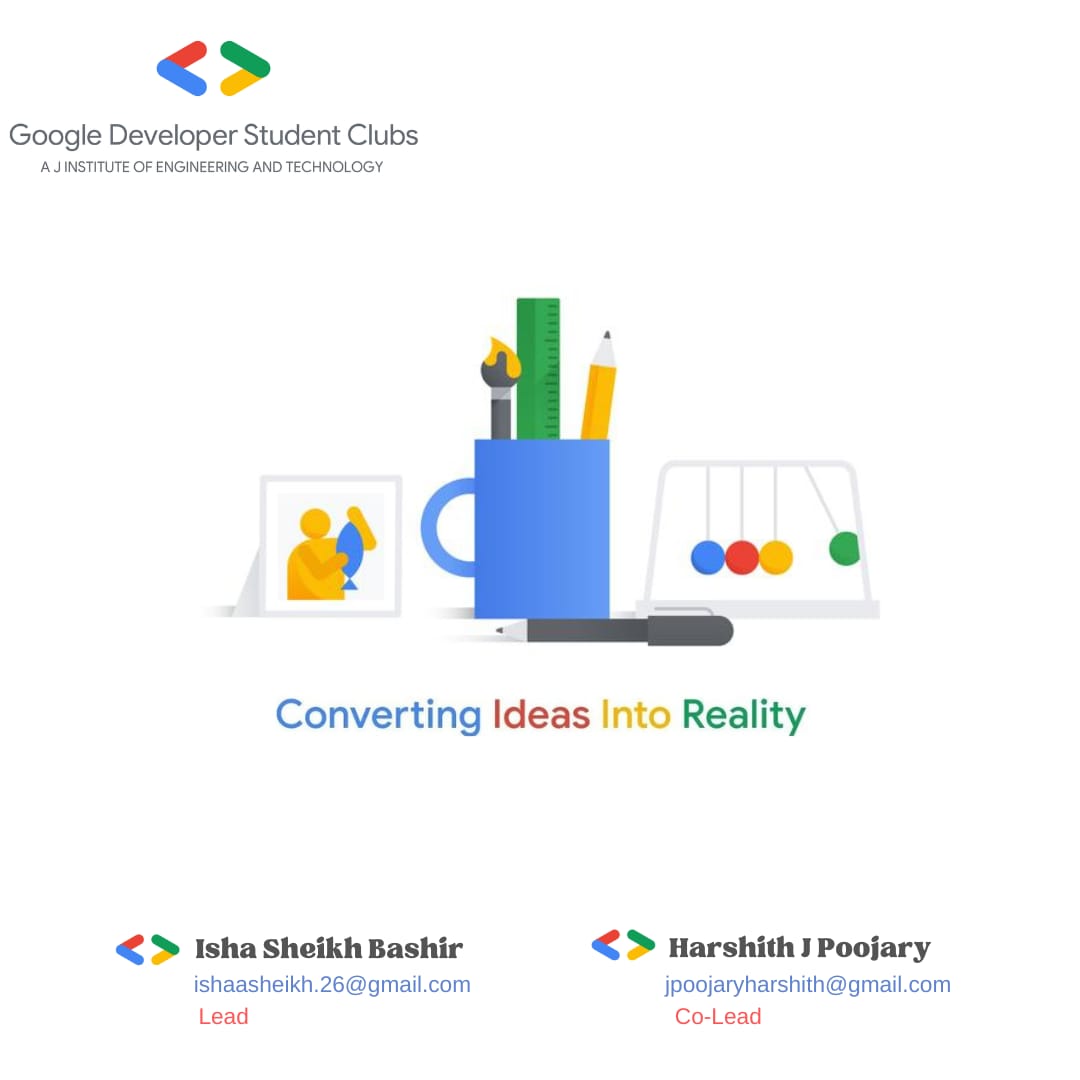 Google Developer Student Clubs
A J INSTITUTE OF ENGINEERING AND TECHNOLOGY
Converting Ideas Into Reality
Isha Sheikh Bashir
ishaasheikh.26@gmail.com
Lead
Harshith J Poojary
jpoojaryharshith@gmail.com
Co-Lead